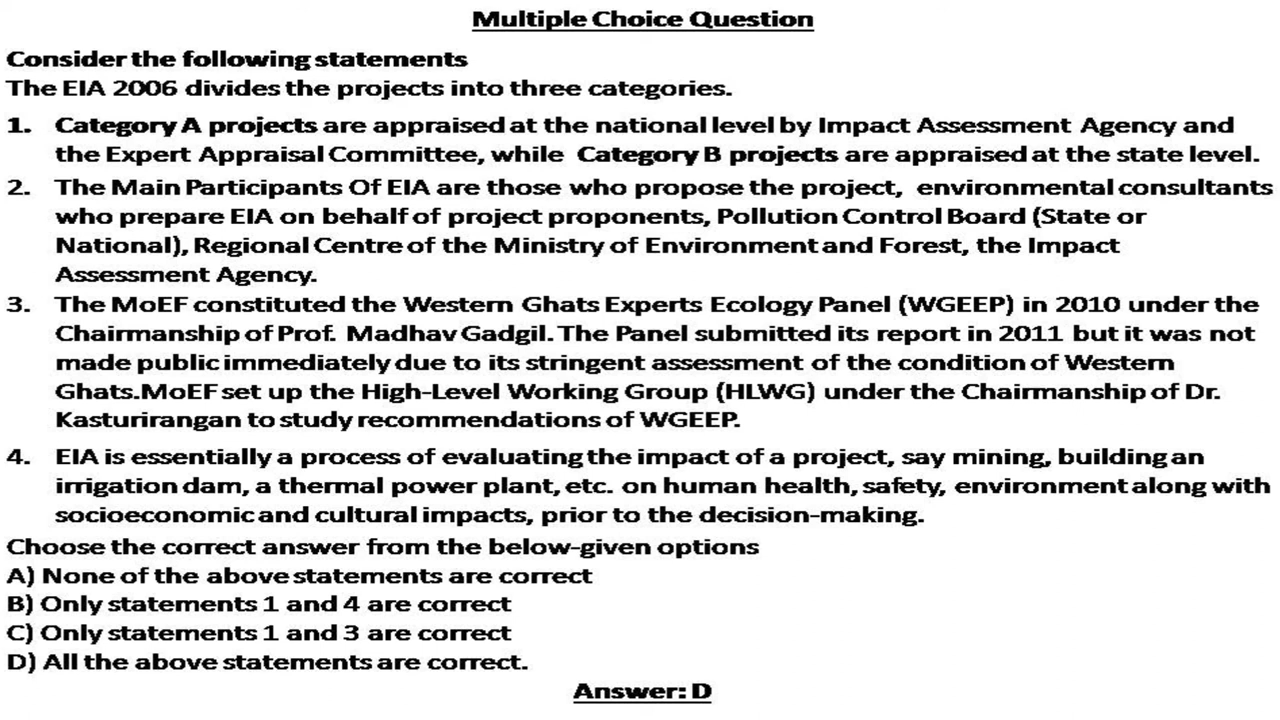 Multiple Choice Question
Consider the following statements
The EIA 2006 divides the projects into three categories.
1. Category A projects are appraised at the national level by Impact Assessment Agency and
the Expert Appraisal Committee, while Category B projects are appraised at the state level.
2. The Main Participants Of EIA are those who propose the project, environmental consultants
who prepare EIA on behalf of project proponents, Pollution Control Board (State or
National), Regional Centre of the Ministry of Environment and Forest, the Impact
Assessment Agency.
3. The MoEF constituted the Western Ghats Experts Ecology Panel (WGEEP) in 2010 under the
Chairmanship of Prof. Madhav Gadgil. The Panel submitted its report in 2011 but it was not
made public immediately due to its stringent assessment of the condition of Western
Ghats.MoEF set up the High-Level Working Group (HLWG) under the Chairmanship of Dr.
Kasturirangan to study recommendations of WGEEP.
4. EIA is essentially a process of evaluating the impact of a project, say mining, building an
irrigation dam, a thermal power plant, etc. on human health, safety, environment along with
socioeconomic and cultural impacts, prior to the decision-making.
Choose the correct answer from the below-given options
A) None of the above statements are correct
B) Only statements 1 and 4 are correct
C) Only statements 1 and 3 are correct
D) All the above statements are correct.
Answer: D